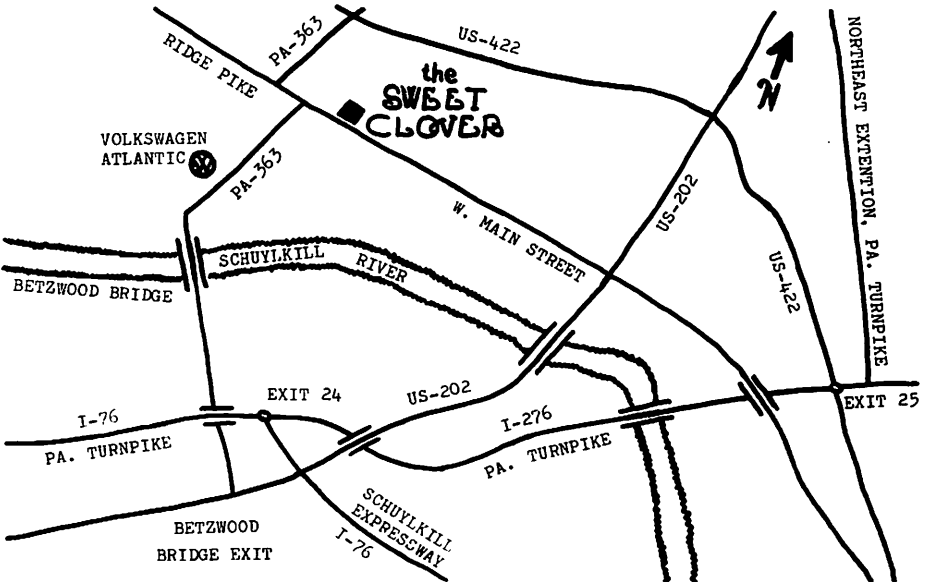 PA-363
US-422
RIDGE PIKE
the
SWEET
CLOVER
N
NORTHEAST EXTENTION, PA. TURNPIKE
VOLKSWAGEN
ATLANTIC
VW
PA-363
US-202
W. MAIN STREET
SCHUYLKILL
RIVER
BETZWOOD BRIDGE
US-422
EXIT 24
US-202
I-76
PA. TURNPIKE
I-276
PA. TURNPIKE
EXIT 25
SCHUYLKILL
EXPRESSWAY
I-76
BETZWOOD
BRIDGE EXIT